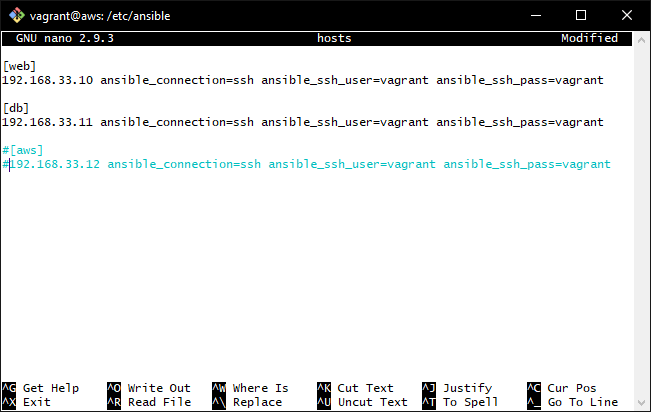 vagrant@aws: /etc/ansible
GNU nano 2.9.3 hosts Modified
[web]
192.168.33.10 ansible_connection=ssh ansible_ssh_user=vagrant ansible_ssh_pass=vagrant
[db]
192.168.33.11 ansible_connection=ssh ansible_ssh_user=vagrant ansible_ssh_pass=vagrant
#[aws]
#192.168.33.12 ansible_connection=ssh ansible_ssh_user=vagrant ansible_ssh_pass=vagrant
^G Get Help ^O Write Out ^W Where Is ^K Cut Text ^J Justify ^C Cur Pos
^X Exit ^R Read File ^\ Replace ^U Uncut Text ^T To Spell ^_ Go To Line